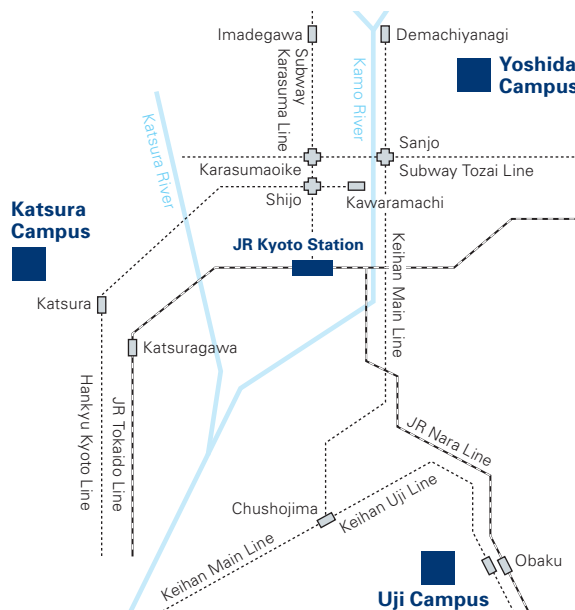 Imadegawa
Demachiyanagi
Subway
Karasuma Line
Kamo River
Yoshida
Campus
Katsura River
Sanjo
Karasumaoike
Subway Tozai Line
Shijo
Kawaramachi
Katsura
Campus
JR Kyoto Station
Keihan Main Line
Katsura
Katsuragawa
Hankyu Kyoto Line
JR Tokaido Line
JR Nara Line
Chushojima
Keihan Uji Line
Keihan Main Line
Obaku
Uji Campus